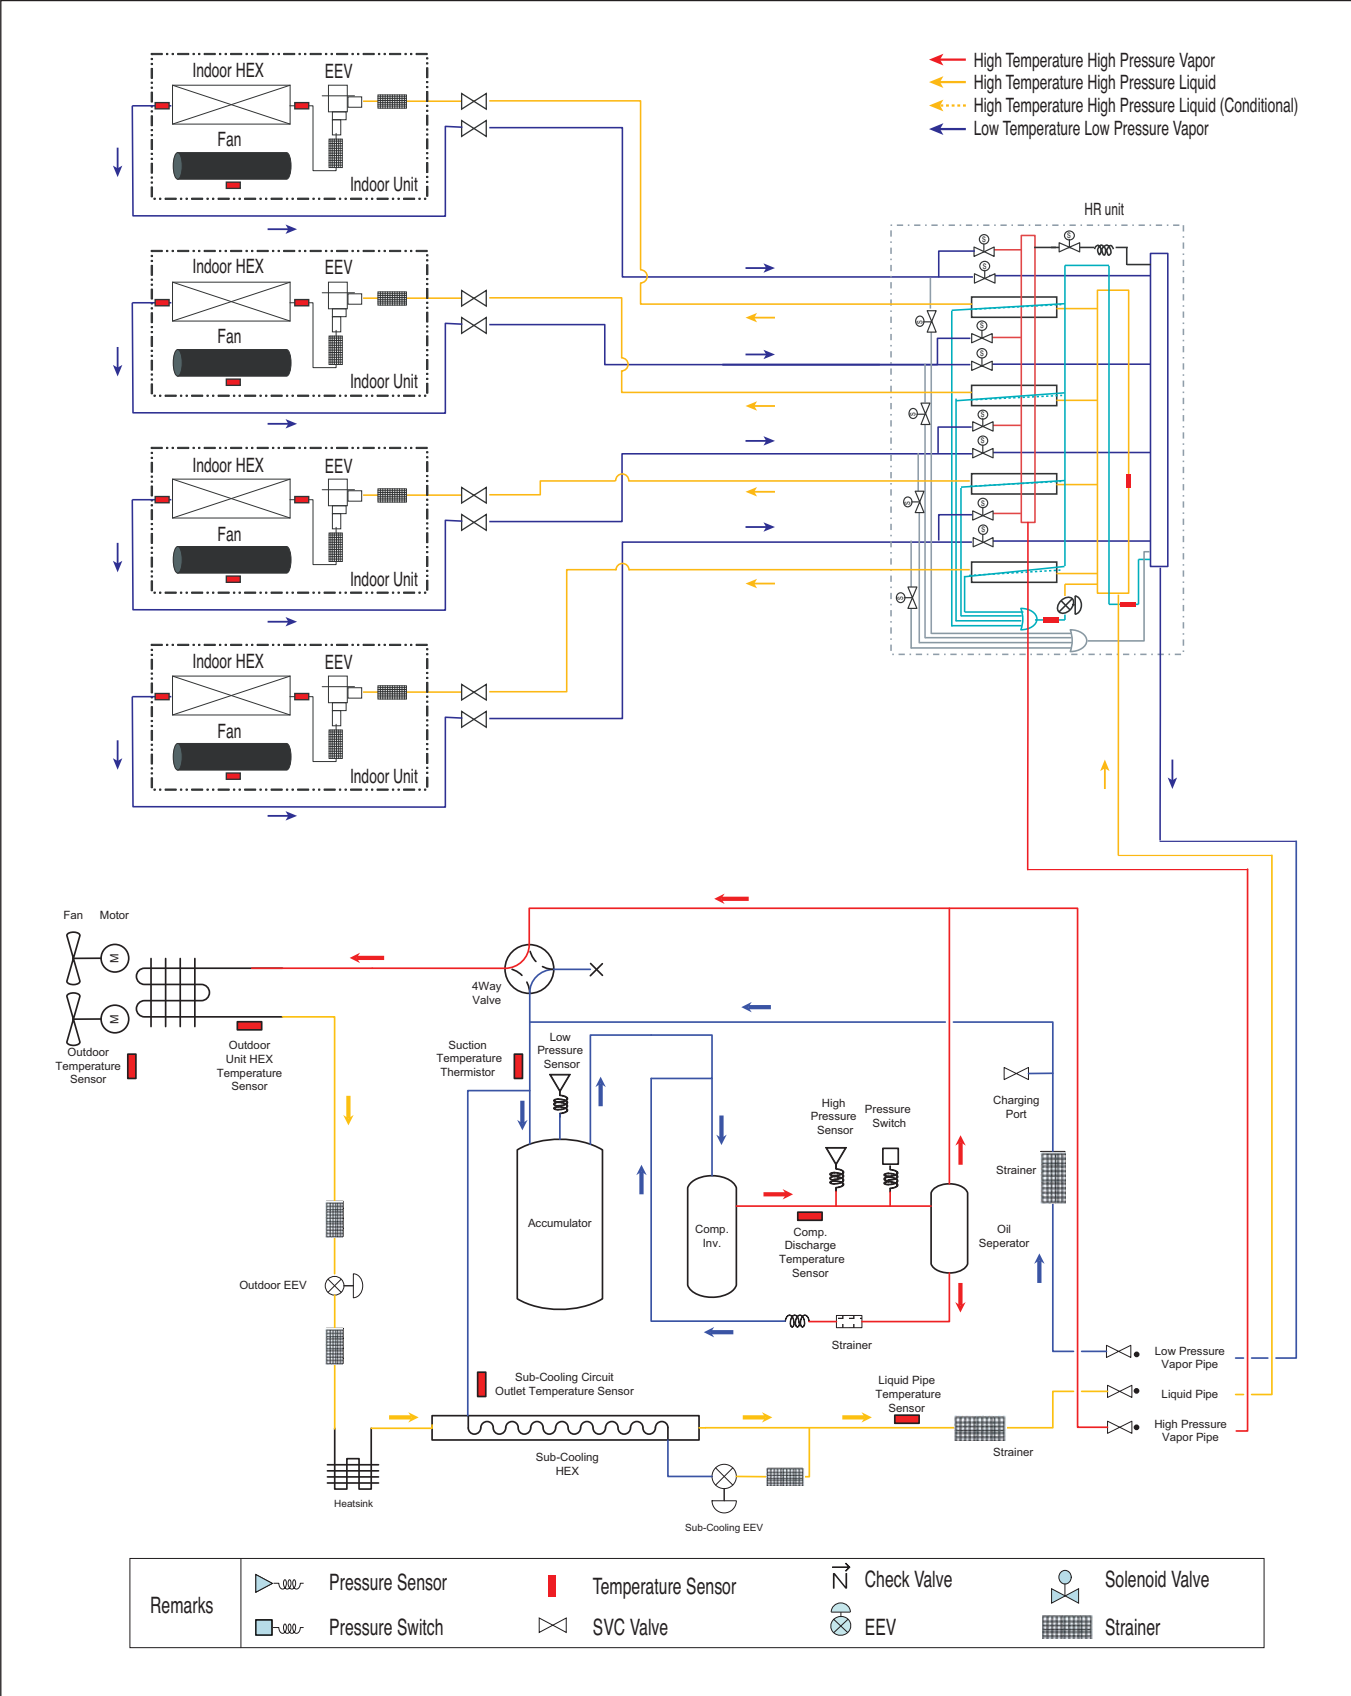 High Temperature High Pressure Vapor
High Temperature High Pressure Liquid
High Temperature High Pressure Liquid (Conditional)
Low Temperature Low Pressure Vapor
Indoor HEX
EEV
Fan
Indoor Unit
HR unit
S
S
S
Indoor HEX
EEV
Fan
Indoor Unit
S
S
S
Indoor HEX
EEV
Fan
Indoor Unit
S
S
S
S
S
S
S
Indoor HEX
EEV
Fan
Indoor Unit
Fan
Motor
M
M
4Way
Valve
Outdoor
Temperature
Sensor
Outdoor
Unit HEX
Temperature
Sensor
Suction
Temperature
Thermistor
Low
Pressure
Sensor
High
Pressure
Sensor
Pressure
Switch
Charging
Port
Strainer
Accumulator
Comp.
Inv.
Comp.
Discharge
Temperature
Sensor
Oil
Seperator
Outdoor EEV
Strainer
Low Pressure
Vapor Pipe
Liquid Pipe
High Pressure
Vapor Pipe
Sub-Cooling Circuit
Outlet Temperature Sensor
Liquid Pipe
Temperature
Sensor
Strainer
Sub-Cooling
HEX
Heatsink
Sub-Cooling EEV
Remarks
Pressure Sensor
Temperature Sensor
Check Valve
Solenoid Valve
Pressure Switch
SVC Valve
EEV
Strainer